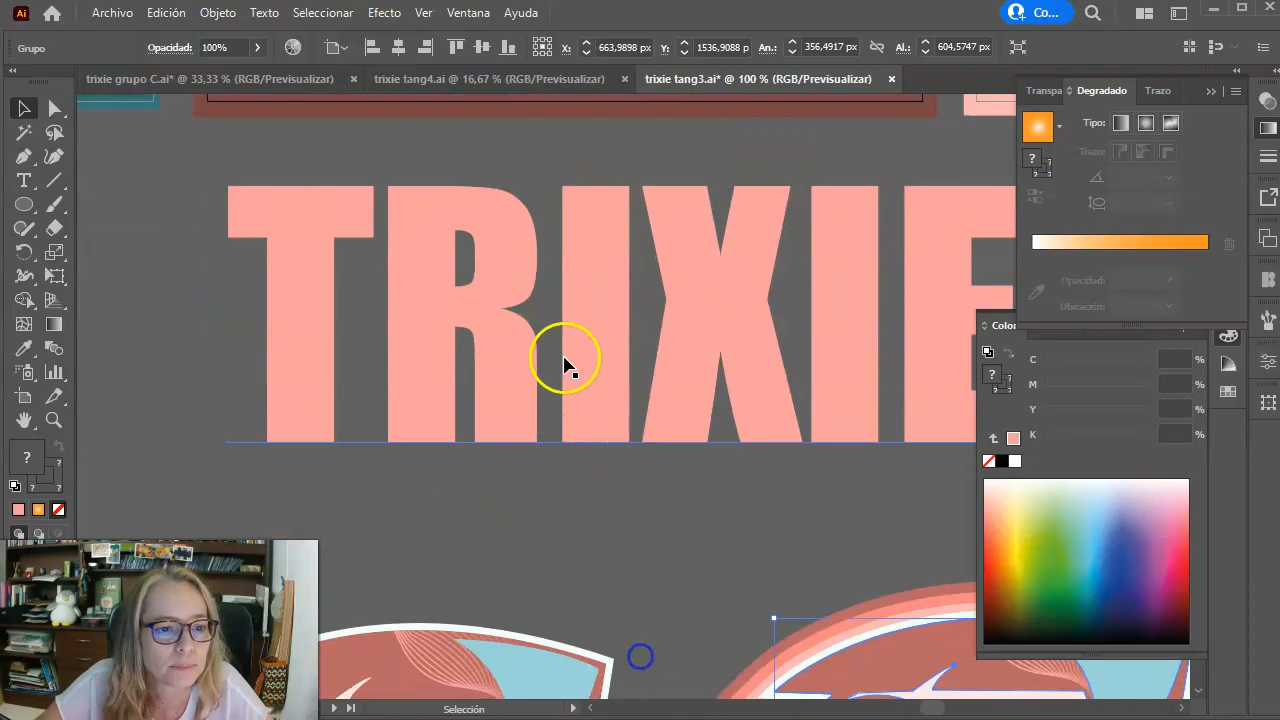 Ai Archivo Edición Objeto Texto Seleccionar Efecto Ver Ventana Ayuda Co...
Grupo Opacidad: 100% X: 663,9898 px Y: 1536,9088 p An.: 356,4917 px Al.: 604,5747 px
trixie grupo C.ai* @ 33,33 % (RGB/Previsualizar) trixie tang4.ai @ 16,67 % (RGB/Previsualizar) trixie tang3.ai* @ 100 % (RGB/Previsualizar)
Transpa Degradado Trazo
Tipo:
Trazo:
Opacidad:
Ubicación:
TRIXIE
Color
C %
M %
Y %
K %
Selección